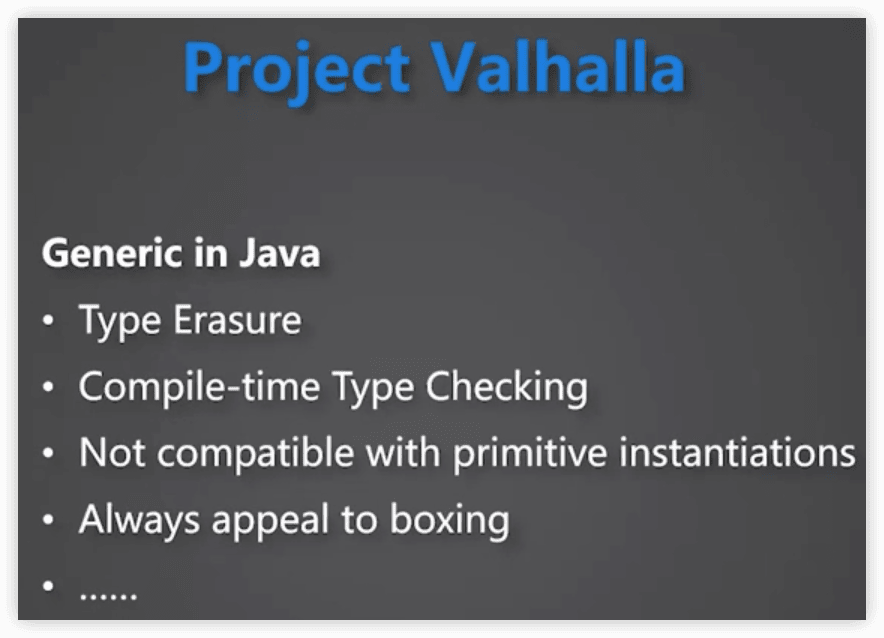 Project Valhalla
Generic in Java
• Type Erasure
• Compile-time Type Checking
• Not compatible with primitive instantiations
• Always appeal to boxing
• ......